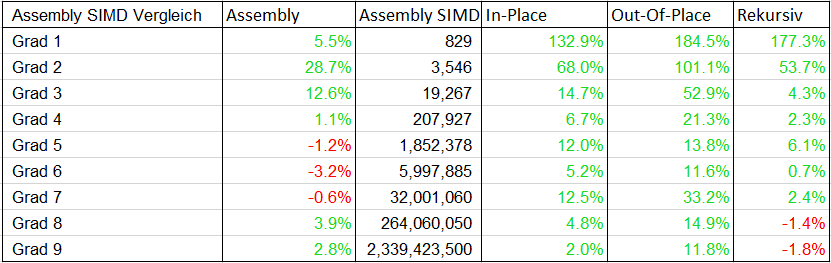 Assembly SIMD Vergleich Assembly Assembly SIMD In-Place Out-Of-Place Rekursiv
Grad 1 5.5% 829 132.9% 184.5% 177.3%
Grad 2 28.7% 3,546 68.0% 101.1% 53.7%
Grad 3 12.6% 19,267 14.7% 52.9% 4.3%
Grad 4 1.1% 207,927 6.7% 21.3% 2.3%
Grad 5 -1.2% 1,852,378 12.0% 13.8% 6.1%
Grad 6 -3.2% 5,997,885 5.2% 11.6% 0.7%
Grad 7 -0.6% 32,001,060 12.5% 33.2% 2.4%
Grad 8 3.9% 264,060,050 4.8% 14.9% -1.4%
Grad 9 2.8% 2,339,423,500 2.0% 11.8% -1.8%